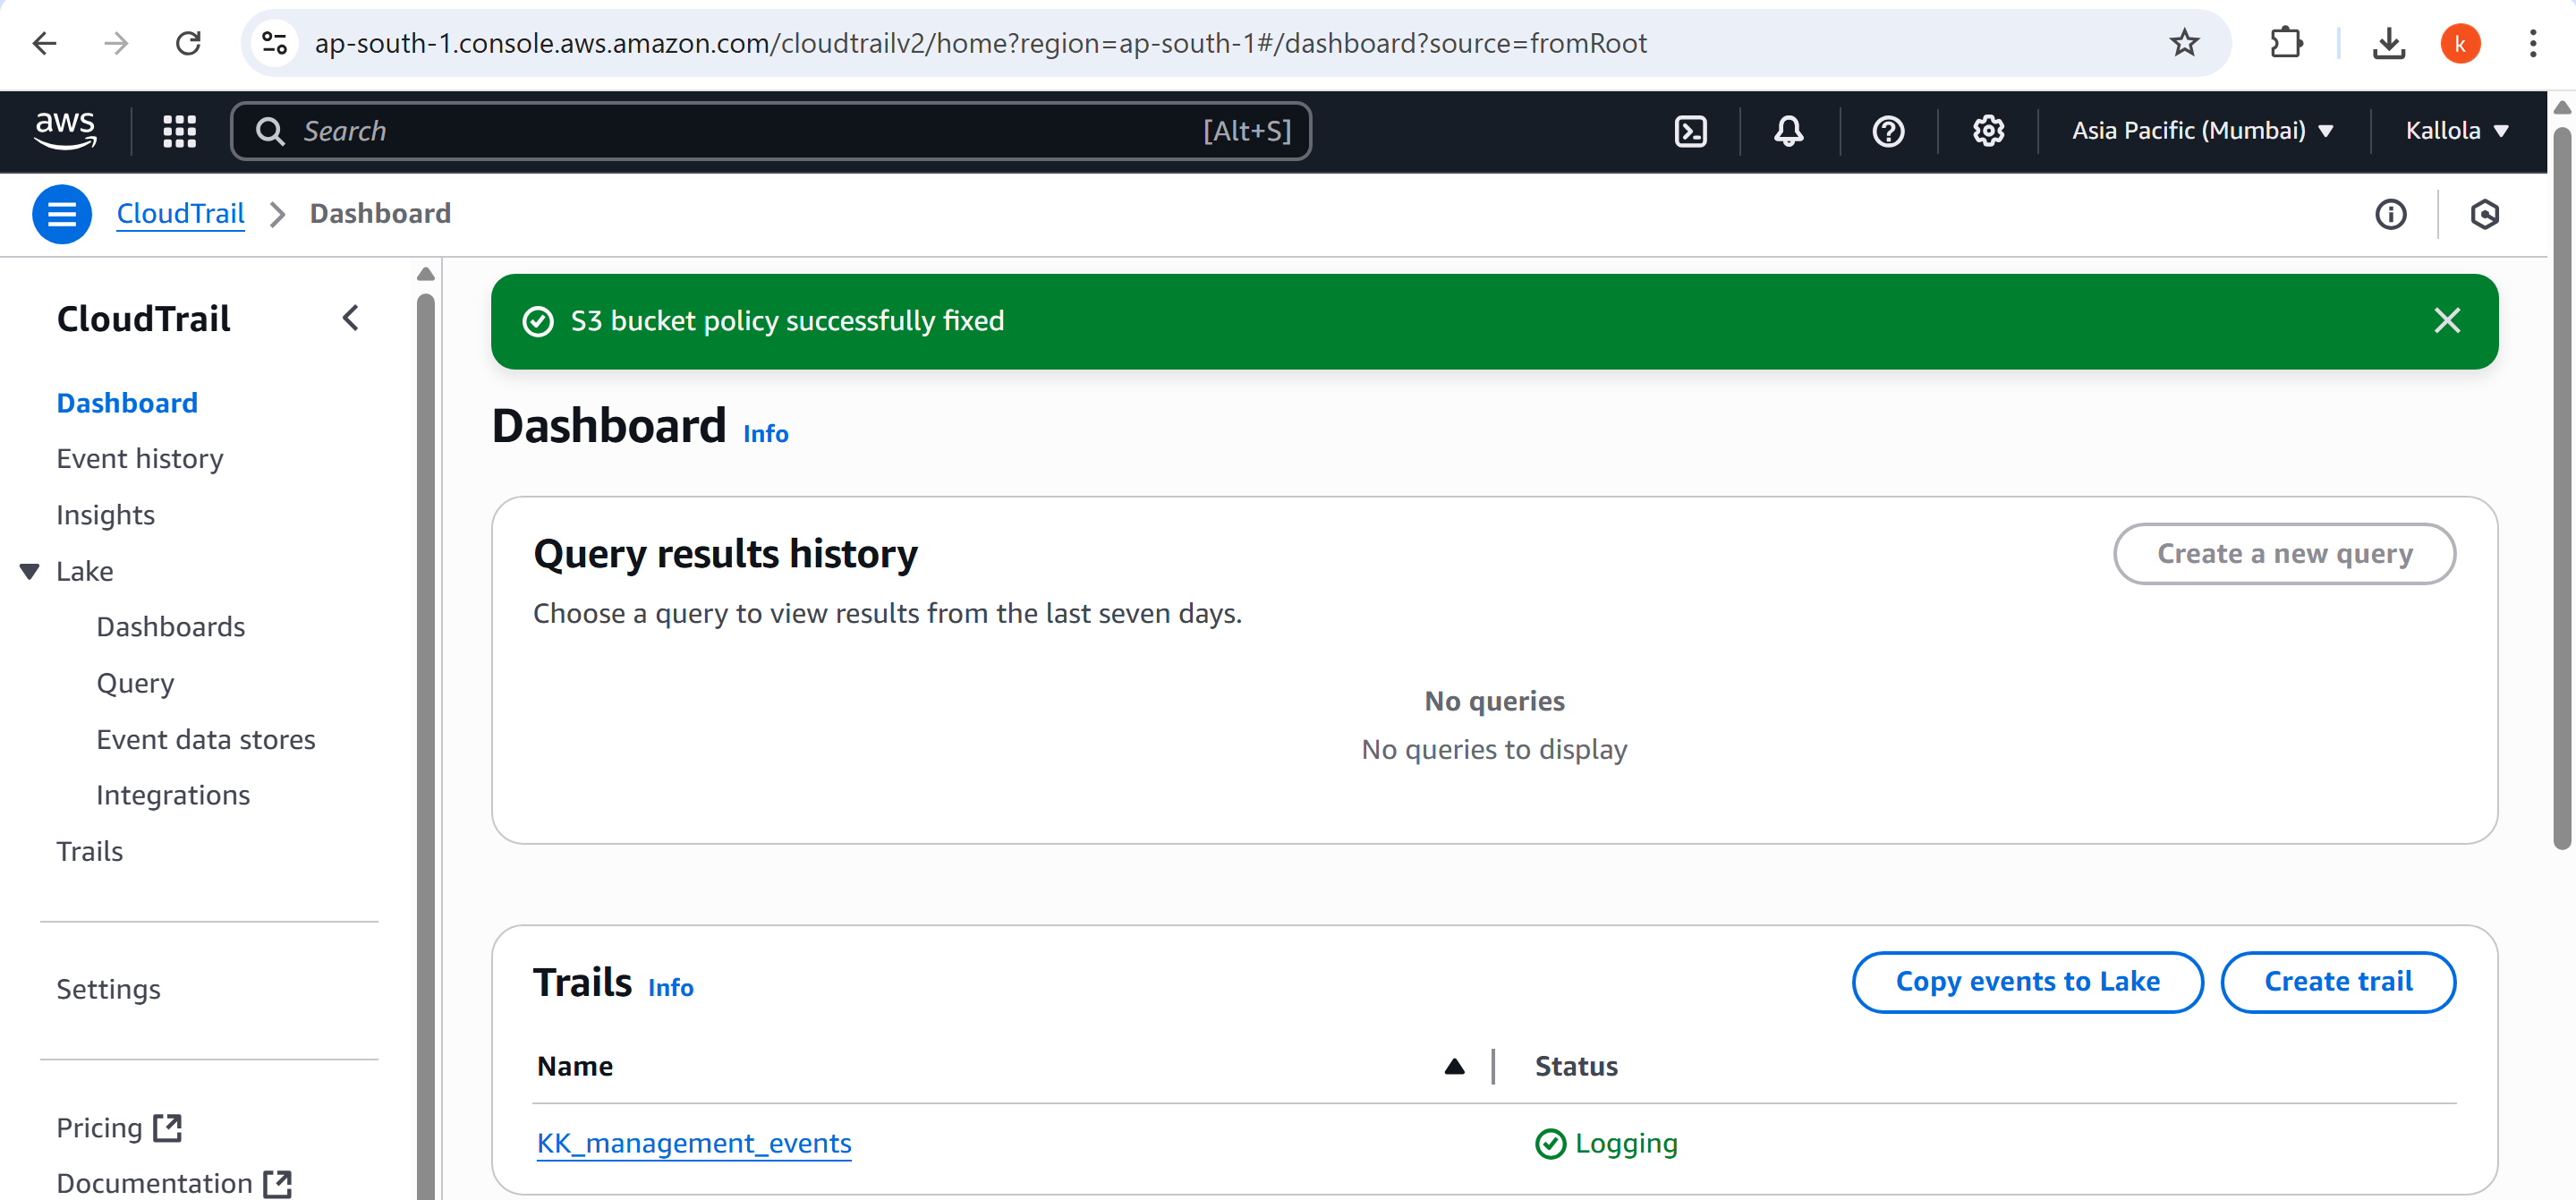 ap-south-1.console.aws.amazon.com/cloudtrailv2/home?region=ap-south-1#/dashboard?source=fromRoot
k
aws
Search
[Alt+S]
Asia Pacific (Mumbai)
Kallola
CloudTrail
Dashboard
CloudTrail
Dashboard
Event history
Insights
Lake
Dashboards
Query
Event data stores
Integrations
Trails
Settings
Pricing
Documentation
S3 bucket policy successfully fixed
Dashboard Info
Query results history
Create a new query
Choose a query to view results from the last seven days.
No queries
No queries to display
Trails Info
Copy events to Lake
Create trail
Name
Status
KK_management_events
Logging